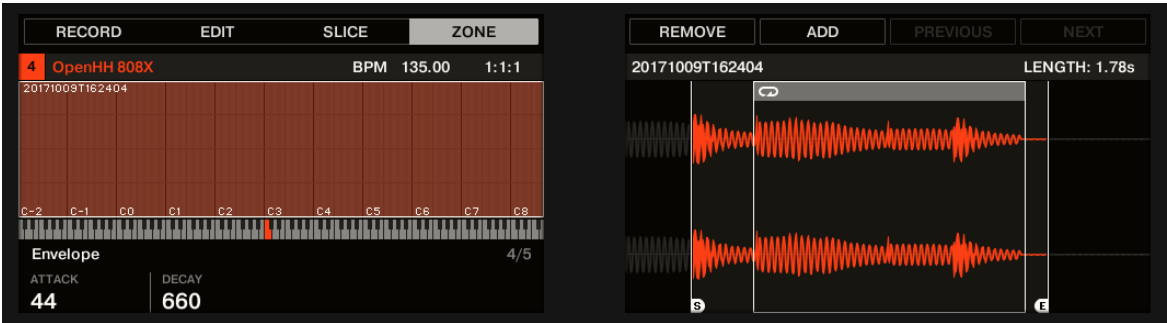 RECORD EDIT SLICE ZONE
4 OpenHH 808X BPM 135.00 1:1:1
20171009T162404
C-2 C-1 C0 C1 C2 C3 C4 C5 C6 C7 C8
Envelope 4/5
ATTACK DECAY
44 660
REMOVE ADD PREVIOUS NEXT
20171009T162404 LENGTH: 1.78s
S E